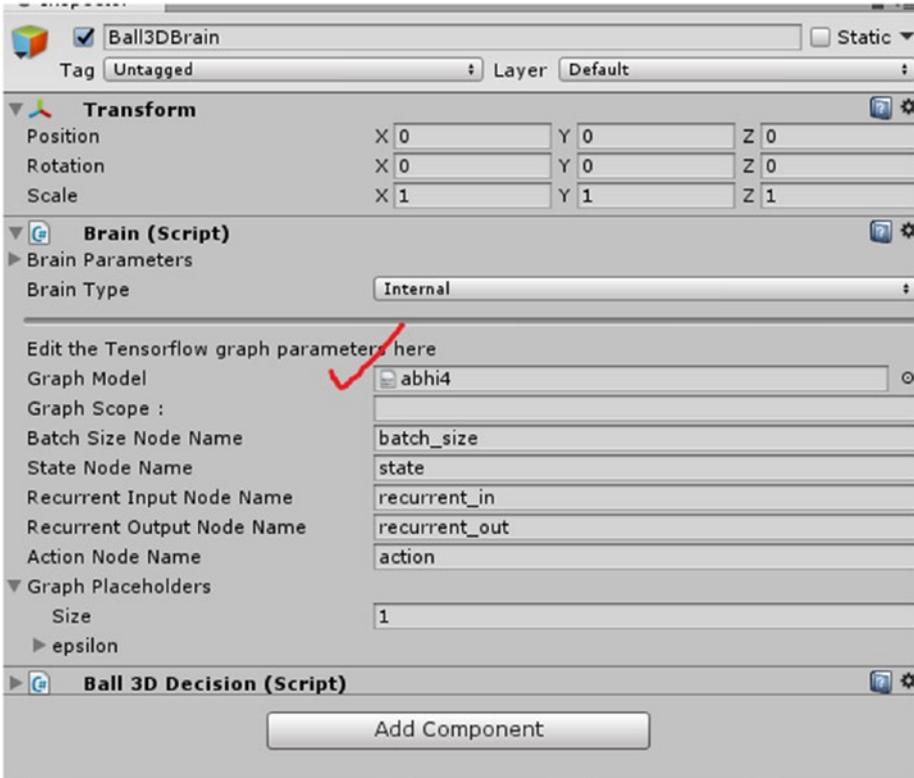 Inspector
Ball3DBrain Static
Tag Untagged Layer Default
Transform
Position X 0 Y 0 Z 0
Rotation X 0 Y 0 Z 0
Scale X 1 Y 1 Z 1
Brain (Script)
Brain Parameters
Brain Type Internal
Edit the Tensorflow graph parameters here
Graph Model abhi4
Graph Scope :
Batch Size Node Name batch_size
State Node Name state
Recurrent Input Node Name recurrent_in
Recurrent Output Node Name recurrent_out
Action Node Name action
Graph Placeholders
Size 1
epsilon
Ball 3D Decision (Script)
Add Component